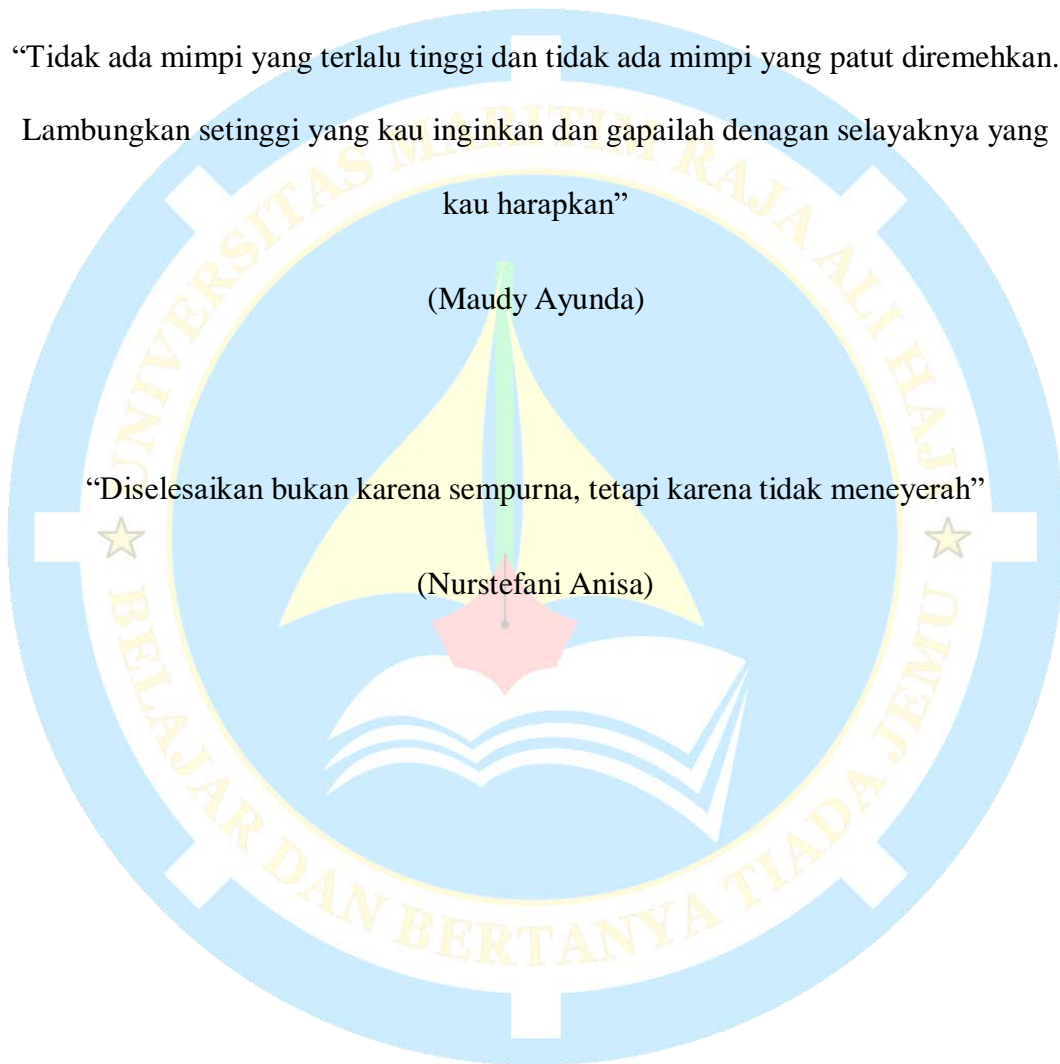 “Tidak ada mimpi yang terlalu tinggi dan tidak ada mimpi yang patut diremehkan.
Lambungkan setinggi yang kau inginkan dan gapailah denagan selayaknya yang
kau harapkan”
(Maudy Ayunda)
“Diselesaikan bukan karena sempurna, tetapi karena tidak meneyerah”
(Nurstefani Anisa)
UNIVERSITAS MARITIM RAJA ALI HAJI
BELAJAR DAN BERTANYA TIADA JEMU